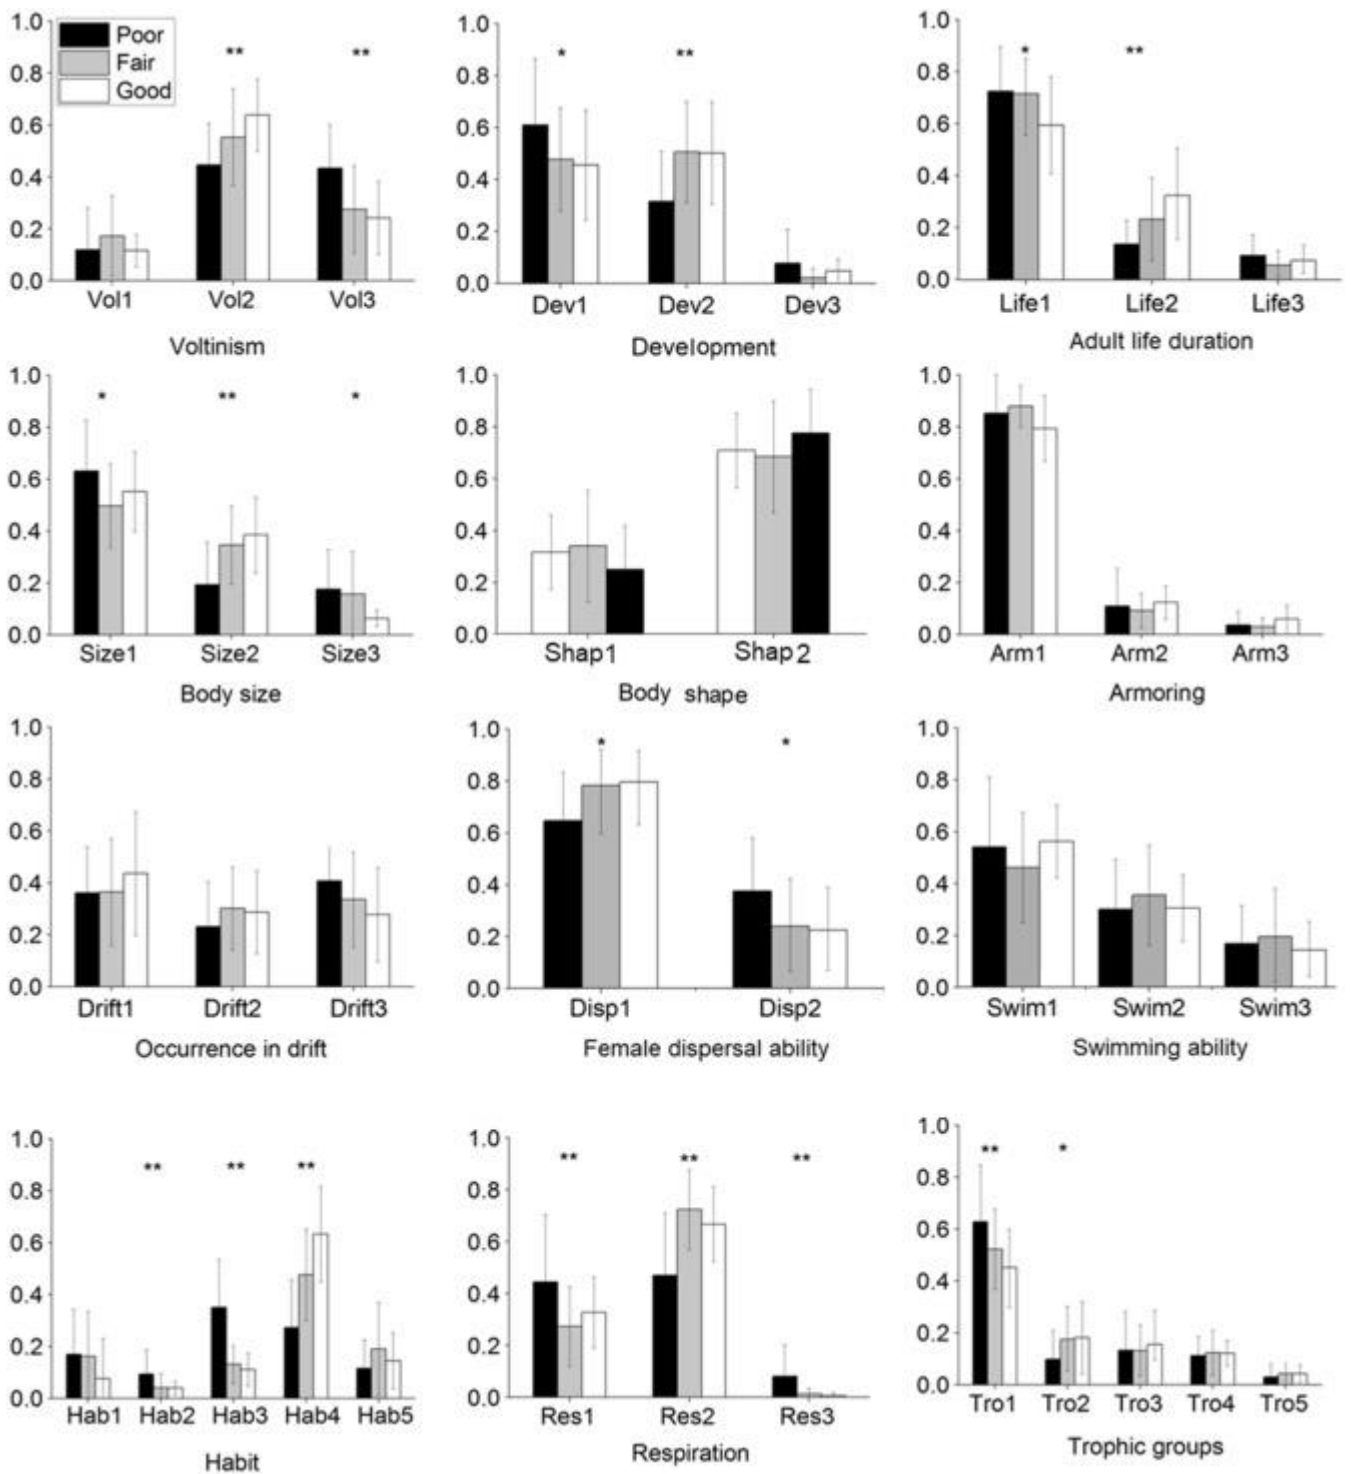 1.0
0.8
0.6
0.4
0.2
0.0
Poor
Fair
Good
** **
Vol1 Vol2 Vol3
Voltinism
1.0
0.8
0.6
0.4
0.2
0.0
* **
Dev1 Dev2 Dev3
Development
1.0
0.8
0.6
0.4
0.2
0.0
* **
Life1 Life2 Life3
Adult life duration
1.0
0.8
0.6
0.4
0.2
0.0
* ** *
Size1 Size2 Size3
Body size
1.0
0.8
0.6
0.4
0.2
0.0
Shap1 Shap2
Body shape
1.0
0.8
0.6
0.4
0.2
0.0
Arm1 Arm2 Arm3
Armoring
1.0
0.8
0.6
0.4
0.2
0.0
Drift1 Drift2 Drift3
Occurrence in drift
1.0
0.8
0.6
0.4
0.2
0.0
* *
Disp1 Disp2
Female dispersal ability
1.0
0.8
0.6
0.4
0.2
0.0
Swim1 Swim2 Swim3
Swimming ability
1.0
0.8
0.6
0.4
0.2
0.0
** ** **
Hab1 Hab2 Hab3 Hab4 Hab5
Habit
1.0
0.8
0.6
0.4
0.2
0.0
** ** **
Res1 Res2 Res3
Respiration
1.0
0.8
0.6
0.4
0.2
0.0
** *
Tro1 Tro2 Tro3 Tro4 Tro5
Trophic groups